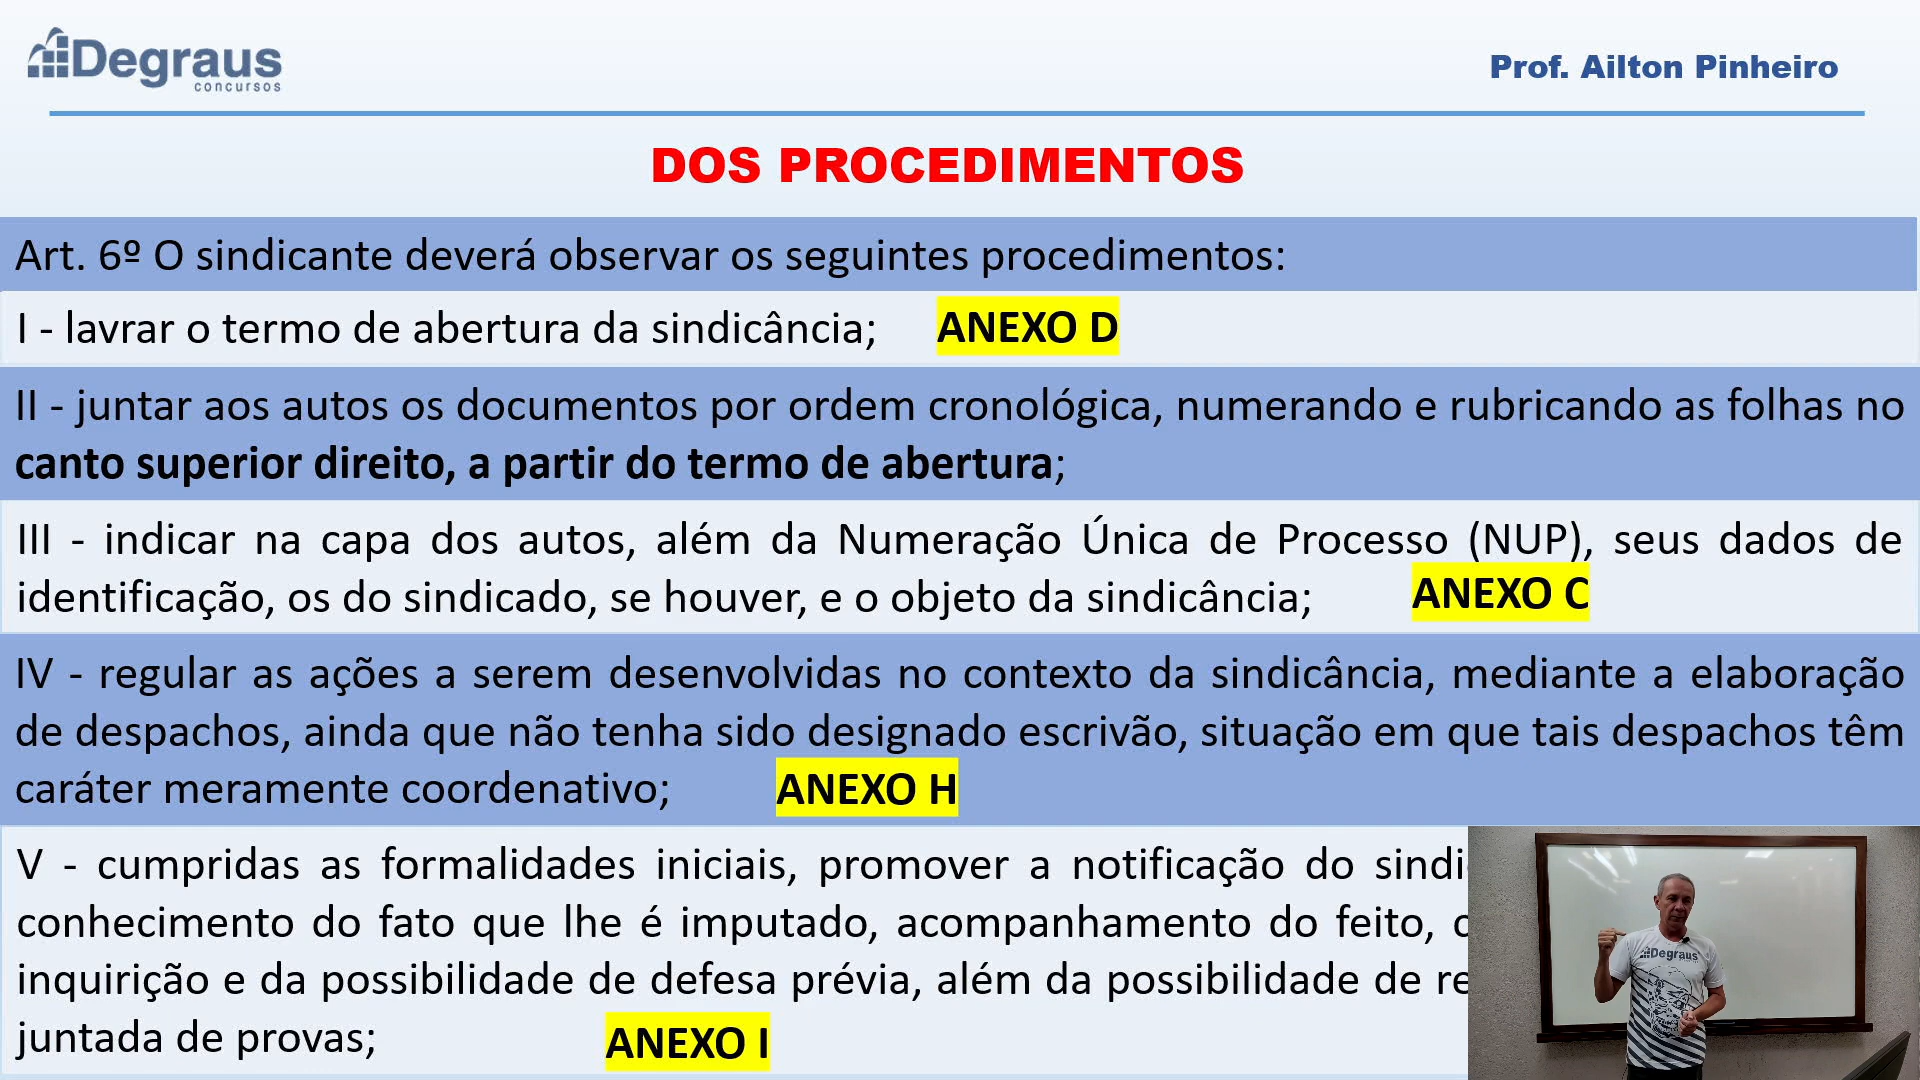 Degraus
concursos
Prof. Ailton Pinheiro
DOS PROCEDIMENTOS
Art. 6º O sindicante deverá observar os seguintes procedimentos:
I - lavrar o termo de abertura da sindicância; ANEXO D
II - juntar aos autos os documentos por ordem cronológica, numerando e rubricando as folhas no
canto superior direito, a partir do termo de abertura;
III - indicar na capa dos autos, além da Numeração Única de Processo (NUP), seus dados de
identificação, os do sindicado, se houver, e o objeto da sindicância; ANEXO C
IV - regular as ações a serem desenvolvidas no contexto da sindicância, mediante a elaboração
de despachos, ainda que não tenha sido designado escrivão, situação em que tais despachos têm
caráter meramente coordenativo; ANEXO H
V - cumpridas as formalidades iniciais, promover a notificação do
conhecimento do fato que lhe é imputado, acompanhamento do feito,
inquirição e da possibilidade de defesa prévia, além da possibilidade de
juntada de provas; ANEXO I
Degraus